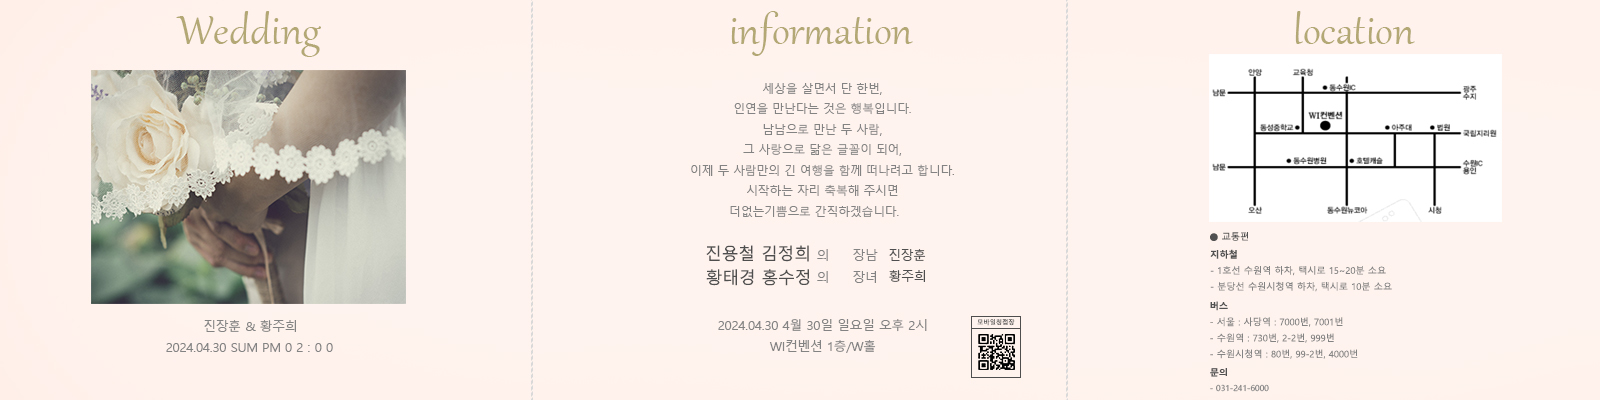 Wedding
진장훈 & 황주희
2024.04.30 SUM PM 0 2 : 0 0
information
세상을 살면서 단 한번,
인연을 만난다는 것은 행복입니다.
남남으로 만난 두 사람,
그 사랑으로 닮은 글꼴이 되어,
이제 두 사람만의 긴 여행을 함께 떠나려고 합니다.
시작하는 자리 축복해 주시면
더없는기쁨으로 간직하겠습니다.
진용철 김정희 의 장남 진장훈
황태경 홍수정 의 장녀 황주희
2024.04.30 4월 30일 일요일 오후 2시
WI컨벤션 1층/W홀
모바일청첩장
location
안양 교육청
남문 동수원IC 광주
수지
WI컨벤션
동성중학교 아주대 법원 국립지리원
남문 동수원병원 호텔캐슬 수원IC
용인
오산 동수원뉴코아 시청
● 교통편
지하철
- 1호선 수원역 하차, 택시로 15~20분 소요
- 분당선 수원시청역 하차, 택시로 10분 소요
버스
- 서울 : 사당역 : 7000번, 7001번
- 수원역 : 730번, 2-2번, 999번
- 수원시청역 : 80번, 99-2번, 4000번
문의
- 031-241-6000